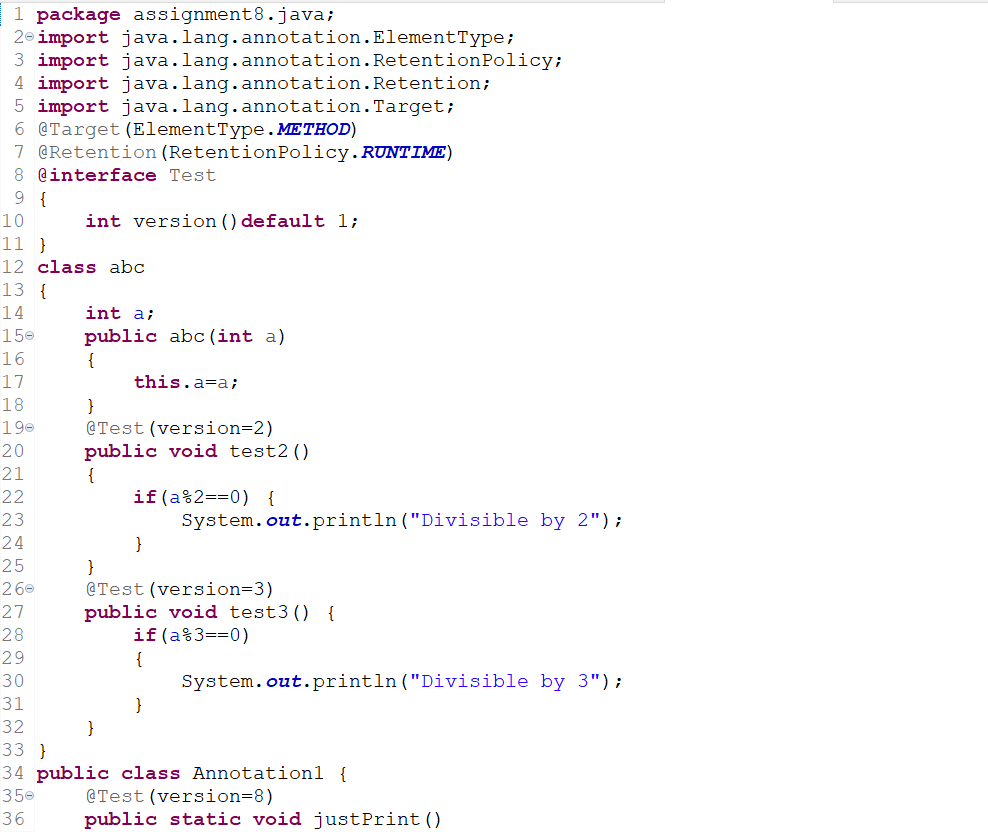 1 package assignment8.java;
2 import java.lang.annotation.ElementType;
3 import java.lang.annotation.RetentionPolicy;
4 import java.lang.annotation.Retention;
5 import java.lang.annotation.Target;
6 @Target(ElementType.METHOD)
7 @Retention(RetentionPolicy.RUNTIME)
8 @interface Test
9 {
10     int version()default 1;
11 }
12 class abc
13 {
14     int a;
15     public abc(int a)
16     {
17         this.a=a;
18     }
19     @Test(version=2)
20     public void test2()
21     {
22         if(a%2==0) {
23             System.out.println("Divisible by 2");
24         }
25     }
26     @Test(version=3)
27     public void test3() {
28         if(a%3==0)
29         {
30             System.out.println("Divisible by 3");
31         }
32     }
33 }
34 public class Annotation1 {
35     @Test(version=8)
36     public static void justPrint()